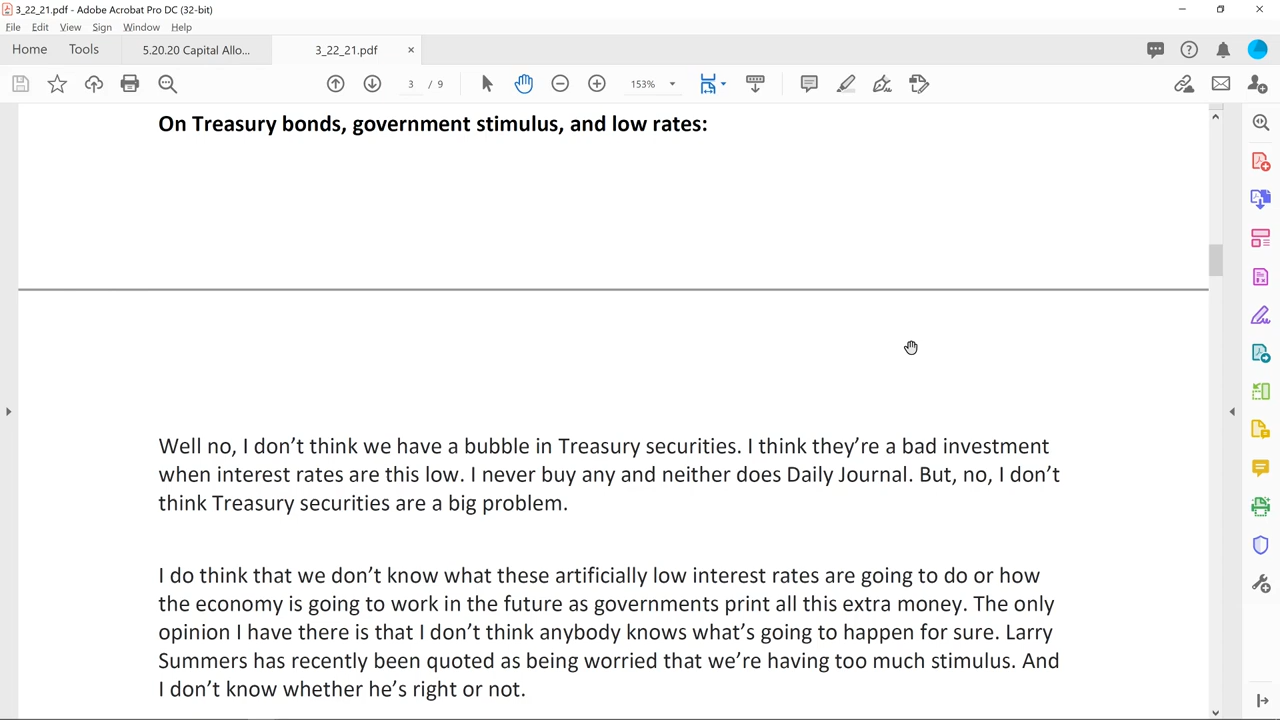 3_22_21.pdf - Adobe Acrobat Pro DC (32-bit)
File Edit View Sign Window Help
Home Tools 5.20.20 Capital Allo... 3_22_21.pdf ×
3 / 9 153%
On Treasury bonds, government stimulus, and low rates:
Well no, I don’t think we have a bubble in Treasury securities. I think they’re a bad investment
when interest rates are this low. I never buy any and neither does Daily Journal. But, no, I don’t
think Treasury securities are a big problem.
I do think that we don’t know what these artificially low interest rates are going to do or how
the economy is going to work in the future as governments print all this extra money. The only
opinion I have there is that I don’t think anybody knows what’s going to happen for sure. Larry
Summers has recently been quoted as being worried that we’re having too much stimulus. And
I don’t know whether he’s right or not.